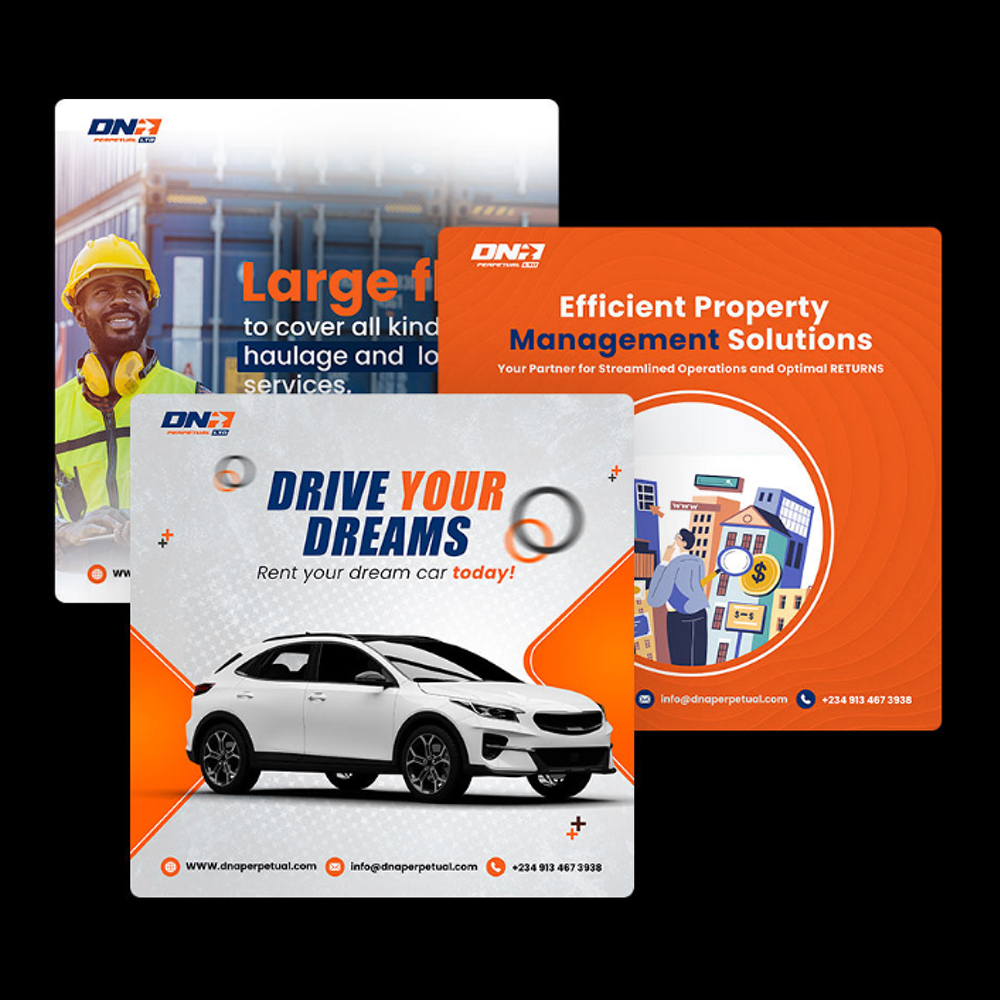 DNA
PERPETUAL LTD
Large
to cover all kind
haulage and lo
services.
DNA
PERPETUAL LTD
Efficient Property
Management Solutions
Your Partner for Streamlined Operations and Optimal RETURNS
info@dnaperpetual.com +234 913 467 3938
DNA
PERPETUAL LTD
DRIVE YOUR
DREAMS
Rent your dream car today!
WWW.dnaperpetual.com info@dnaperpetual.com +234 913 467 3938